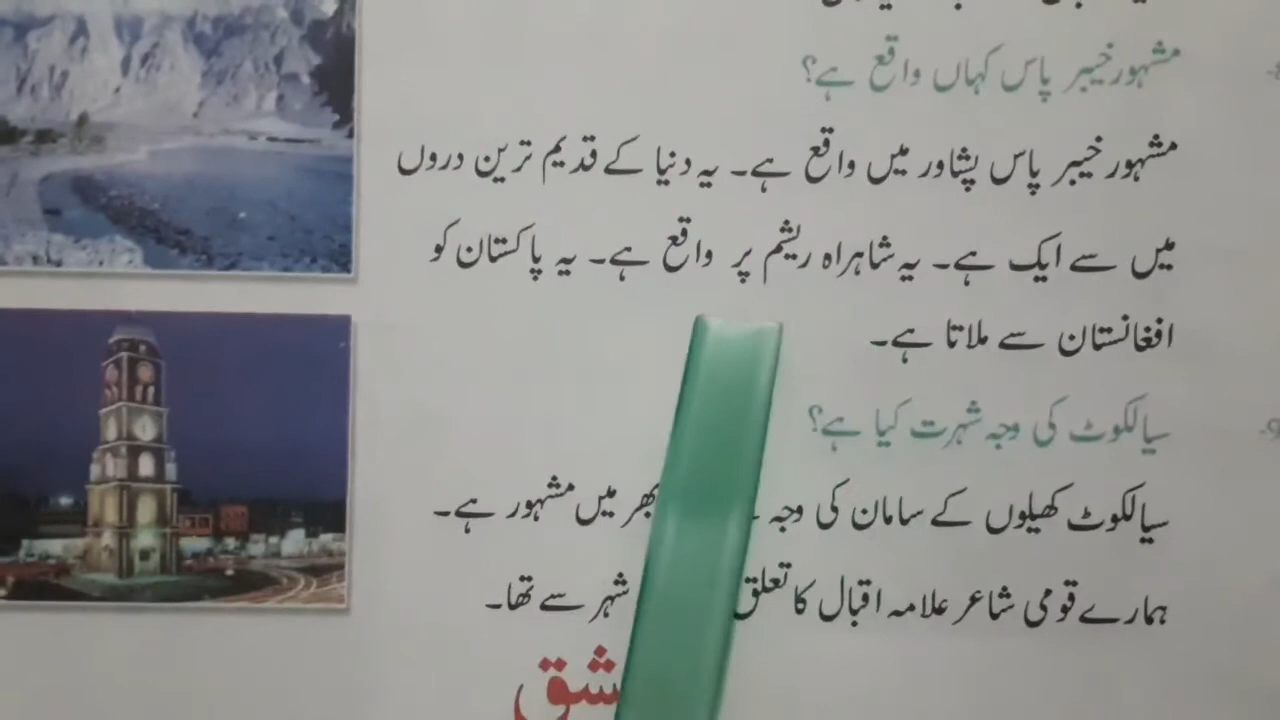 مشہور خیبر پاس کہاں واقع ہے؟
مشہور خیبر پاس پشاور میں واقع ہے۔ یہ دنیا کے قدیم ترین دروں
میں سے ایک ہے۔ یہ شاہراہ ریشم پر واقع ہے۔ یہ پاکستان کو
افغانستان سے ملاتا ہے۔
سیالکوٹ کی وجہ شہرت کیا ہے؟
سیالکوٹ کھیلوں کے سامان کی وجہ بھر میں مشہور ہے۔
ہمارے قومی شاعر علامہ اقبال کا تعلق شہر سے تھا۔